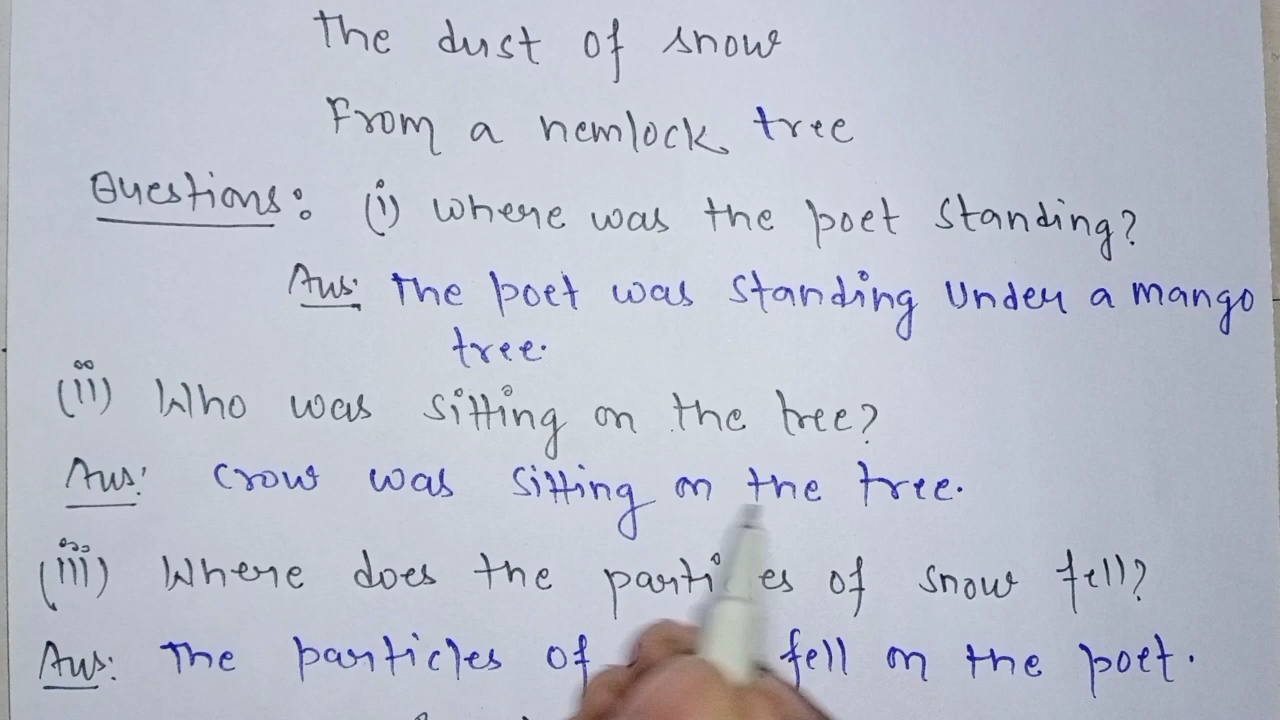 The dust of snow
From a hemlock tree
Questions: (i) Where was the poet standing?
Ans: The poet was standing Under a mango
tree.
(ii) Who was sitting on the tree?
Ans: Crow was sitting on the tree.
(iii) Where does the of snow fell?
Ans: The particles of fell on the poet.